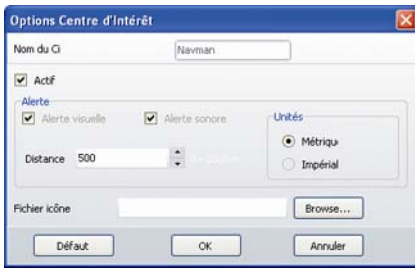 Options Centre d'Intérêt
Nom du Ci
Navman
Actif
Alerte
Alerte visuelle
Alerte sonore
Distance
500
Unités
Métriqu
Impérial
Fichier icône
Browse...
Défaut
OK
Annuler